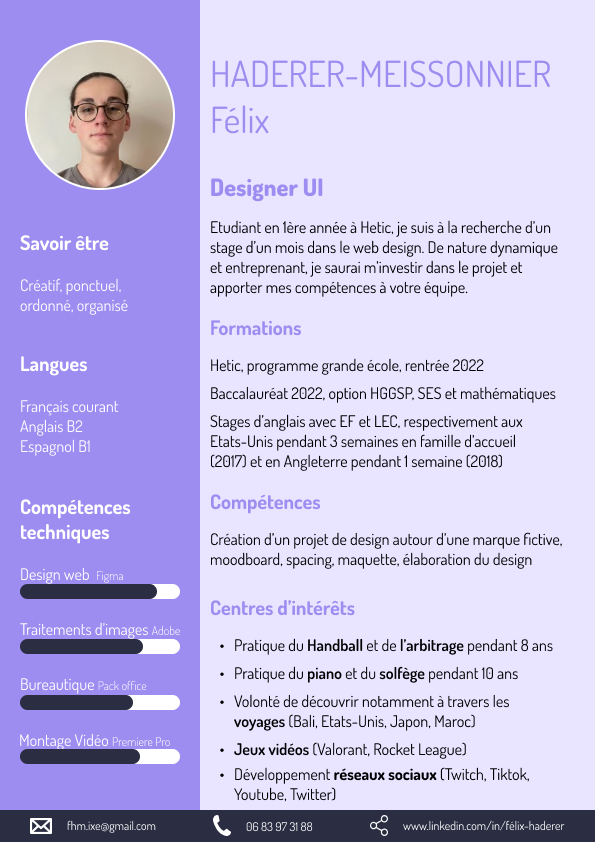 HADERER-MEISSONNIER
Félix
Designer UI
Etudiant en 1ère année à Hetic, je suis à la recherche d'un
stage d'un mois dans le web design. De nature dynamique
et entreprenant, je saurai m'investir dans le projet et
apporter mes compétences à votre équipe.
Formations
Hetic, programme grande école, rentrée 2022
Baccalauréat 2022, option HGGSP, SES et mathématiques
Stages d'anglais avec EF et LEC, respectivement aux
Etats-Unis pendant 3 semaines en famille d'accueil
(2017) et en Angleterre pendant 1 semaine (2018)
Compétences
Création d'un projet de design autour d'une marque fictive,
moodboard, spacing, maquette, élaboration du design
Centres d'intérêts
• Pratique du Handball et de l'arbitrage pendant 8 ans
• Pratique du piano et du solfège pendant 10 ans
• Volonté de découvrir notamment à travers les
voyages (Bali, Etats-Unis, Japon, Maroc)
• Jeux vidéos (Valorant, Rocket League)
• Développement réseaux sociaux (Twitch, Tiktok,
Youtube, Twitter)
Savoir être
Créatif, ponctuel,
ordonné, organisé
Langues
Français courant
Anglais B2
Espagnol B1
Compétences
techniques
Design web Figma
Traitements d'images Adobe
Bureautique Pack office
Montage Vidéo Premiere Pro
fhm.ixe@gmail.com
06 83 97 31 88
www.linkedin.com/in/félix-haderer